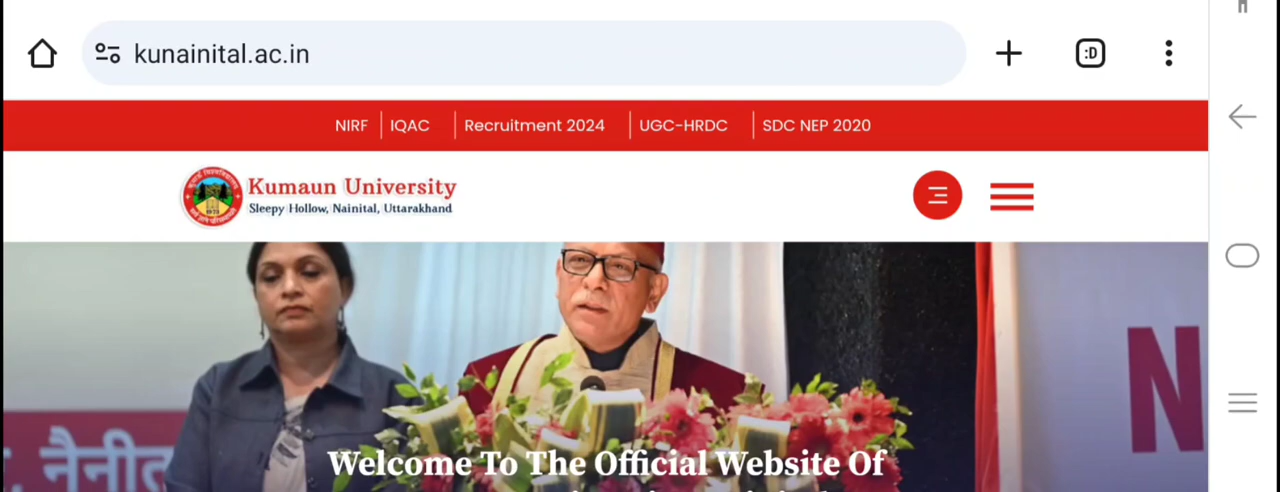 kunainital.ac.in
:D
NIRF IQAC Recruitment 2024 UGC-HRDC SDC NEP 2020
Kumaun University
Sleepy Hollow, Nainital, Uttarakhand
1973
N
Welcome To The Official Website Of